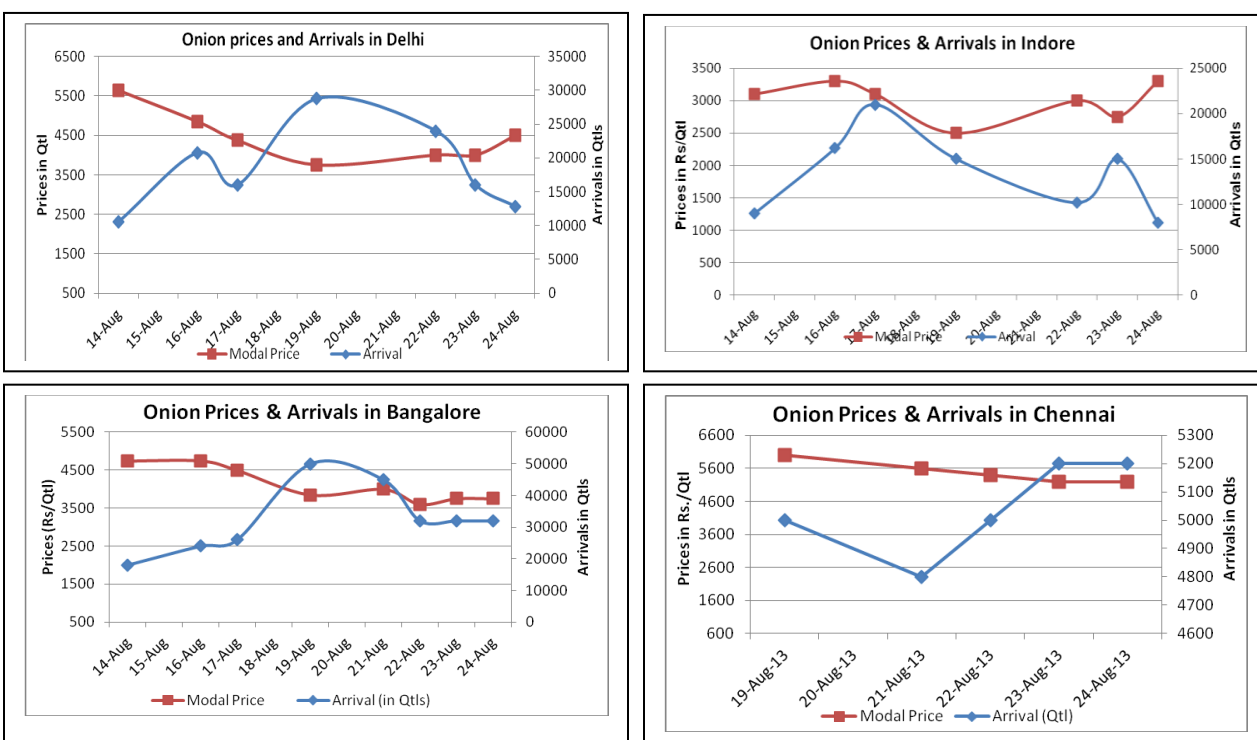 Onion prices and Arrivals in Delhi
Prices in Qtl
6500
5500
4500
3500
2500
1500
500
35000
30000
25000
20000
15000
10000
5000
0
Arrivals in Qtls
14-Aug
15-Aug
16-Aug
17-Aug
18-Aug
19-Aug
20-Aug
21-Aug
22-Aug
23-Aug
24-Aug
Modal Price
Arrival
Onion Prices & Arrivals in Indore
Prices in Rs/Qtl
3500
3000
2500
2000
1500
1000
500
0
25000
20000
15000
10000
5000
0
Arrivals in Qtls
14-Aug
15-Aug
16-Aug
17-Aug
18-Aug
19-Aug
20-Aug
21-Aug
22-Aug
23-Aug
24-Aug
Modal Price
Arrival
Onion Prices & Arrivals in Bangalore
Prices (Rs/Qtl)
5500
4500
3500
2500
1500
500
60000
50000
40000
30000
20000
10000
0
Arrivals in Qtls
14-Aug
15-Aug
16-Aug
17-Aug
18-Aug
19-Aug
20-Aug
21-Aug
22-Aug
23-Aug
24-Aug
Modal Price
Arrival (in Qtls)
Onion Prices & Arrivals in Chennai
Prices in Rs./Qtl
6600
5600
4600
3600
2600
1600
600
5300
5200
5100
5000
4900
4800
4700
4600
Arrivals in Qtls
19-Aug-13
20-Aug-13
21-Aug-13
22-Aug-13
23-Aug-13
24-Aug-13
Modal Price
Arrival (Qtl)